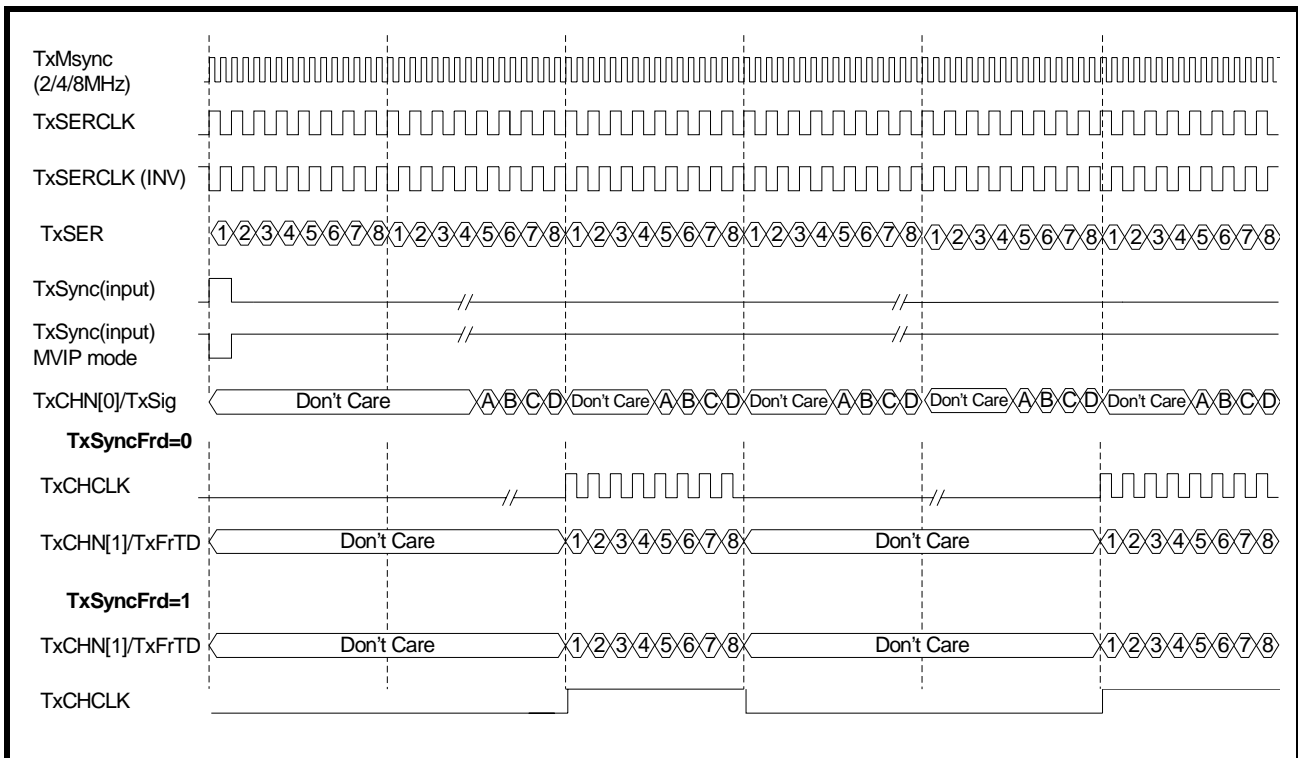 TxMsync
(2/4/8MHz)
TxSERCLK
TxSERCLK (INV)
TxSER 1 2 3 4 5 6 7 8 1 2 3 4 5 6 7 8 1 2 3 4 5 6 7 8 1 2 3 4 5 6 7 8 1 2 3 4 5 6 7 8 1 2 3 4 5 6 7 8
TxSync(input)
TxSync(input)
MVIP mode
TxCHN[0]/TxSig Don't Care A B C D Don't Care A B C D Don't Care A B C D Don't Care A B C D Don't Care A B C D
TxSyncFrd=0
TxCHCLK
TxCHN[1]/TxFrTD Don't Care 1 2 3 4 5 6 7 8 Don't Care 1 2 3 4 5 6 7 8
TxSyncFrd=1
TxCHN[1]/TxFrTD Don't Care 1 2 3 4 5 6 7 8 Don't Care 1 2 3 4 5 6 7 8
TxCHCLK